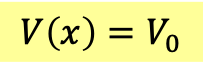 V(x) = V₀